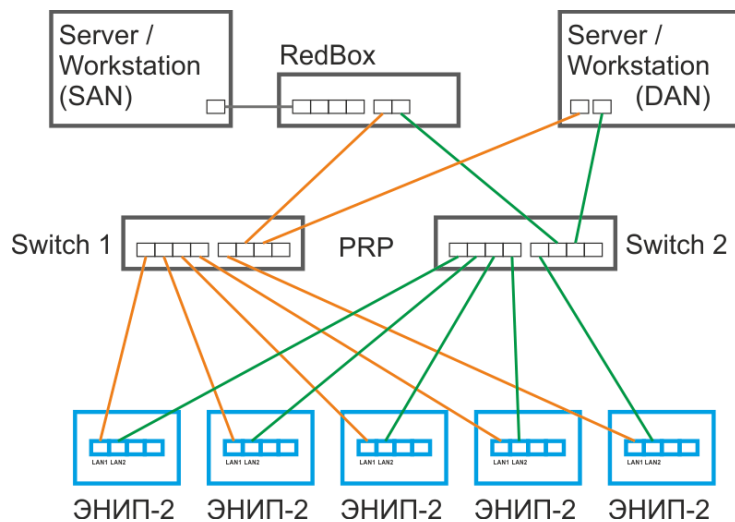 Server /
Workstation
(SAN)
RedBox
Server /
Workstation
(DAN)
Switch 1
PRP
Switch 2
LAN1 LAN2
LAN1 LAN2
LAN1 LAN2
LAN1 LAN2
LAN1 LAN2
ЭНИП-2
ЭНИП-2
ЭНИП-2
ЭНИП-2
ЭНИП-2